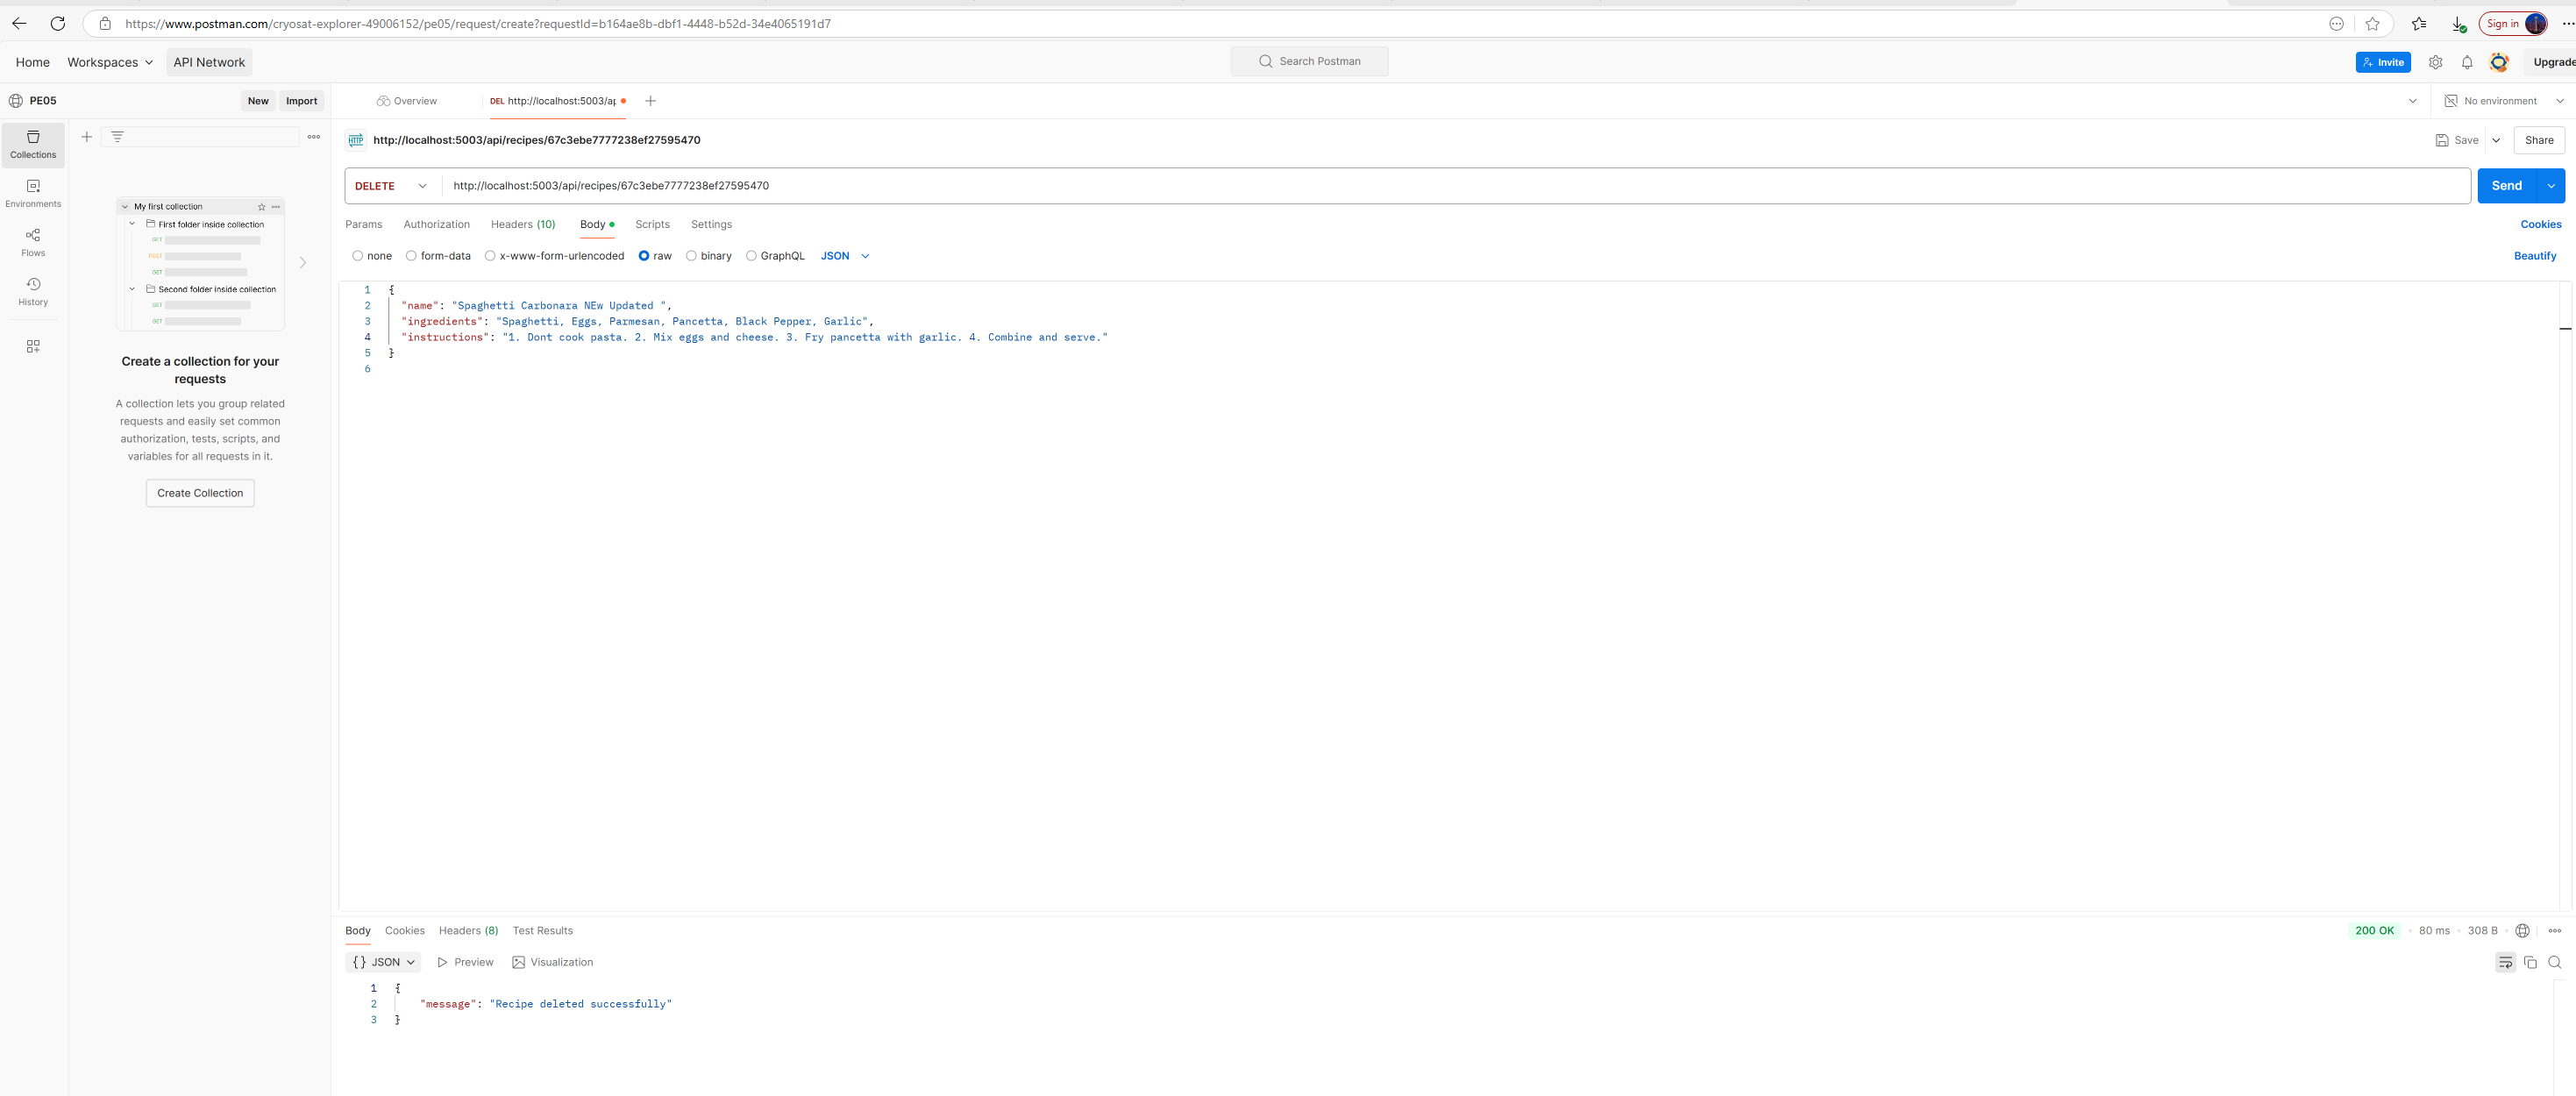 https://www.postman.com/cryosat-explorer-49006152/pe05/request/create?requestId=b164ae8b-dbf1-4448-b52d-34e4065191d7
Sign in
Home
Workspaces
API Network
Search Postman
Invite
Upgrade
PE05
New
Import
Overview
DEL http://localhost:5003/ap
No environment
Collections
Environments
Flows
History
HTTP
http://localhost:5003/api/recipes/67c3ebe7777238ef27595470
Save
Share
DELETE
http://localhost:5003/api/recipes/67c3ebe7777238ef27595470
Send
Params
Authorization
Headers (10)
Body
Scripts
Settings
Cookies
none
form-data
x-www-form-urlencoded
raw
binary
GraphQL
JSON
Beautify
My first collection
First folder inside collection
GET
POST
GET
Second folder inside collection
GET
GET
Create a collection for your
requests
A collection lets you group related
requests and easily set common
authorization, tests, scripts, and
variables for all requests in it.
Create Collection
1 {
2 "name": "Spaghetti Carbonara NEw Updated ",
3 "ingredients": "Spaghetti, Eggs, Parmesan, Pancetta, Black Pepper, Garlic",
4 "instructions": "1. Dont cook pasta. 2. Mix eggs and cheese. 3. Fry pancetta with garlic. 4. Combine and serve."
5 }
6
Body
Cookies
Headers (8)
Test Results
200 OK
80 ms
308 B
{} JSON
Preview
Visualization
1 {
2 "message": "Recipe deleted successfully"
3 }